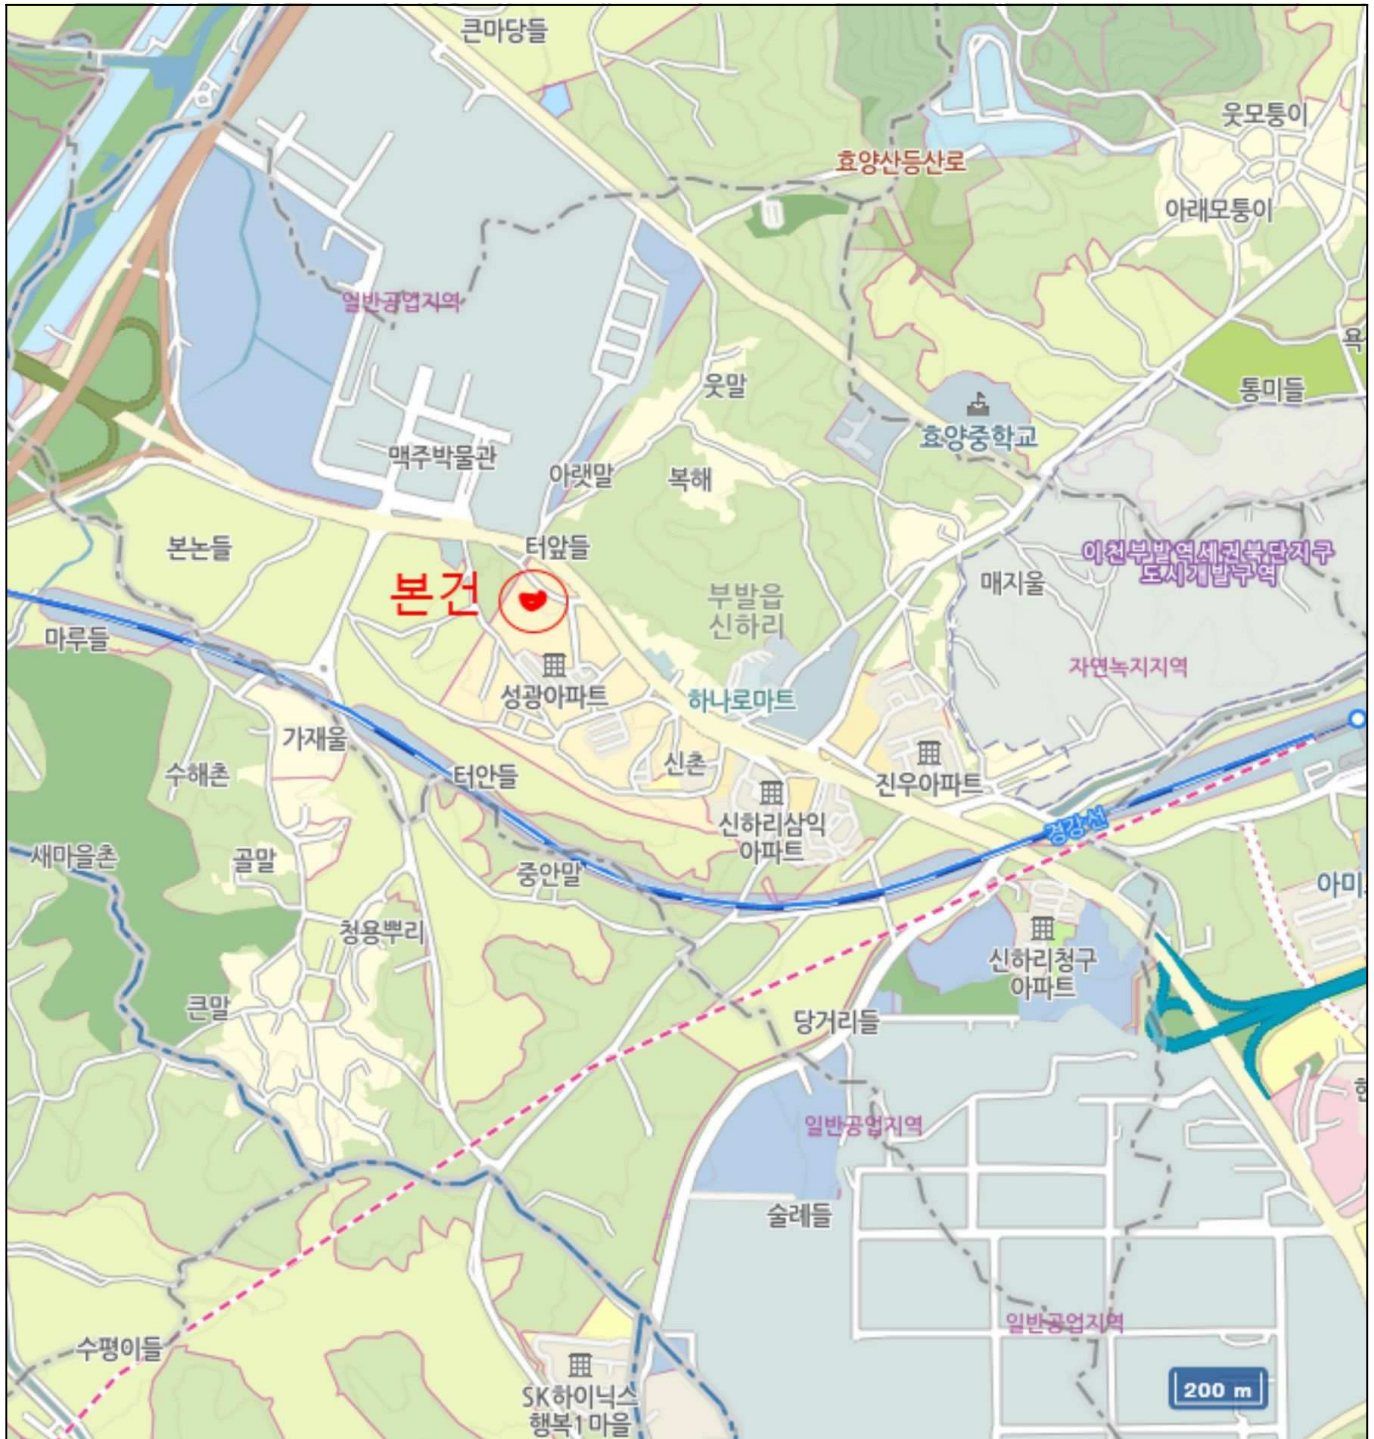 큰마당들
웃모퉁이
효양산등산로
아래모퉁이
일반공업지역
욕
웃말
통미들
효양중학교
맥주박물관
아랫말
복해
본논들
터앞들
이천부발역세권북단지구
도시개발구역
매지울
본건
부발읍
신하리
마루들
자연녹지지역
성광아파트
하나로마트
가재울
신촌
수해촌
터안들
진우아파트
신하리삼익
아파트
경강선
새마을촌
골말
중안말
아미
청용뿌리
신하리청구
아파트
큰말
당거리들
일반공업지역
술레들
일반공업지역
수평이들
SK하이닉스
행복1마을
200 m